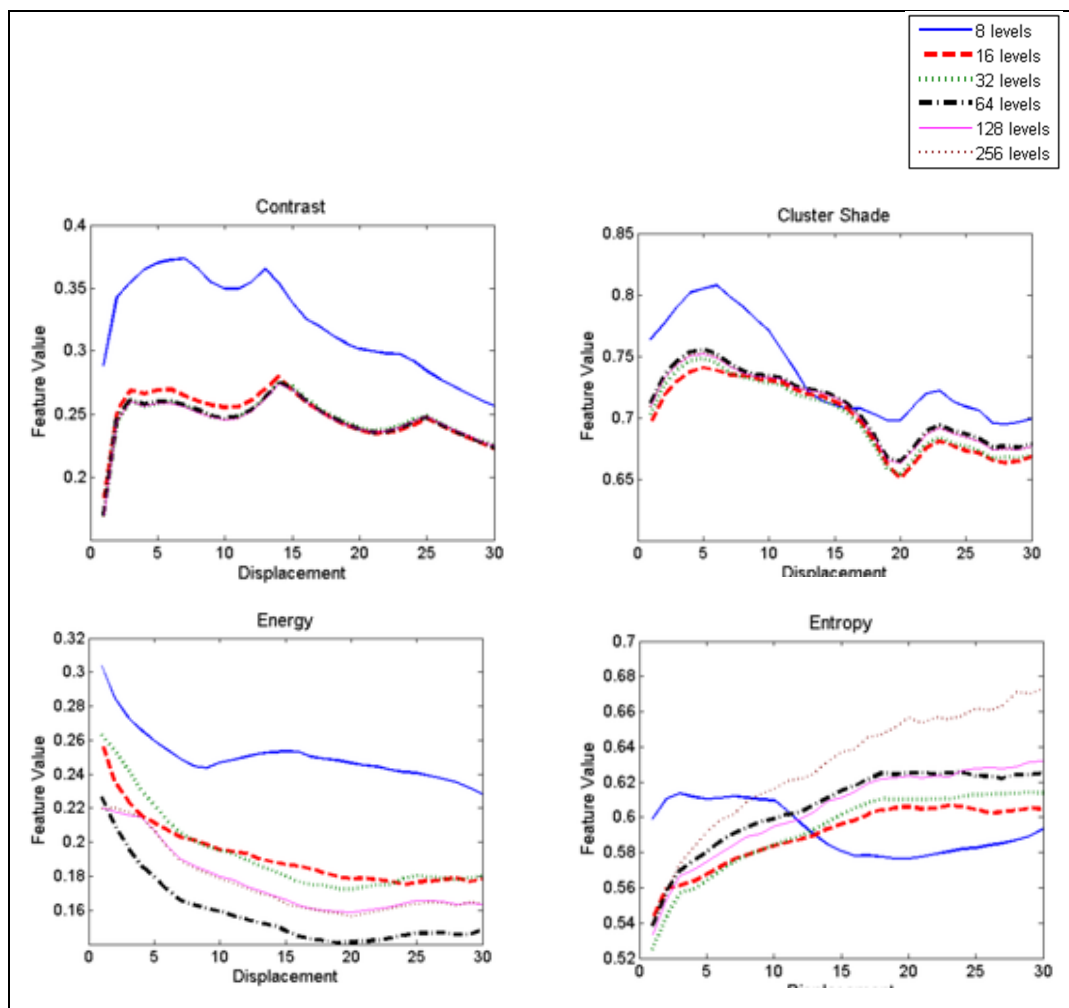 8 levels
16 levels
32 levels
64 levels
128 levels
256 levels
Contrast
0.4
0.35
0.3
0.25
0.2
Feature Value
0 5 10 15 20 25 30
Displacement
Cluster Shade
0.85
0.8
0.75
0.7
0.65
Feature Value
0 5 10 15 20 25 30
Displacement
Energy
0.32
0.3
0.28
0.26
0.24
0.22
0.2
0.18
0.16
Feature Value
0 5 10 15 20 25 30
Displacement
Entropy
0.7
0.68
0.66
0.64
0.62
0.6
0.58
0.56
0.54
0.52
Feature Value
0 5 10 15 20 25 30
Displacement